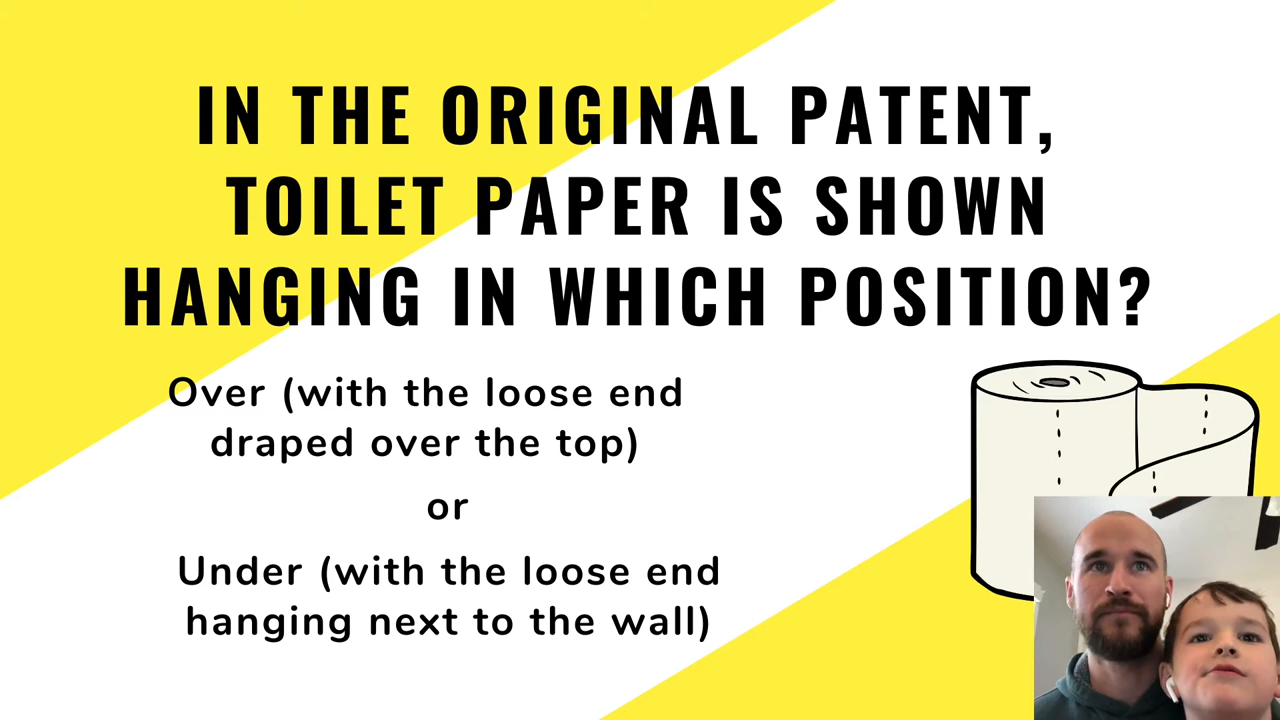 IN THE ORIGINAL PATENT,
TOILET PAPER IS SHOWN
HANGING IN WHICH POSITION?
Over (with the loose end
draped over the top)
or
Under (with the loose end
hanging next to the wall)